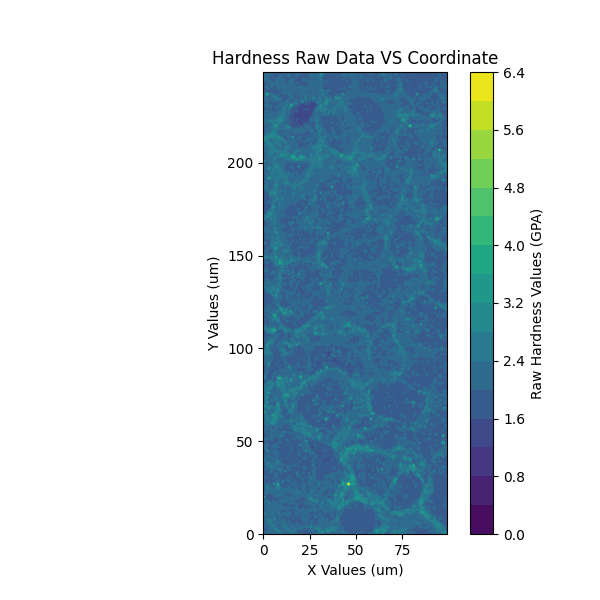 Hardness Raw Data VS Coordinate
Y Values (um)
200
150
100
50
0
0 25 50 75
X Values (um)
6.4
5.6
4.8
4.0
3.2
2.4
1.6
0.8
0.0
Raw Hardness Values (GPA)